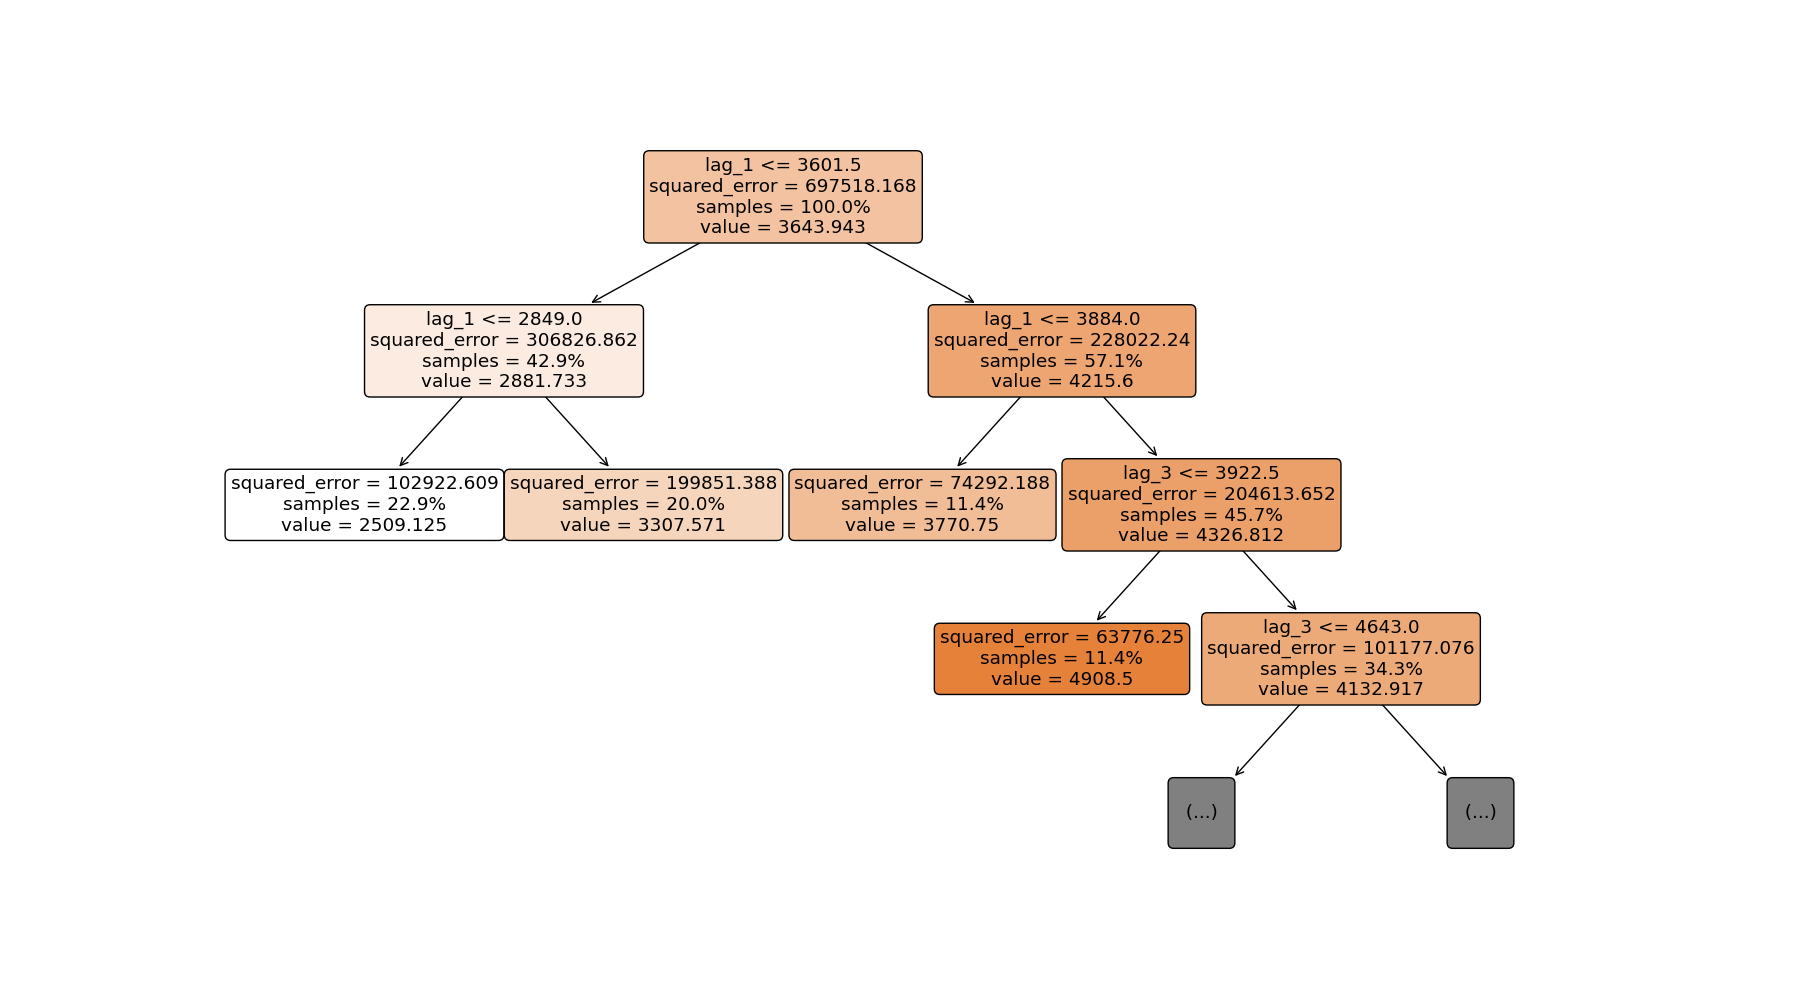 lag_1 <= 3601.5
squared_error = 697518.168
samples = 100.0%
value = 3643.943
lag_1 <= 2849.0
squared_error = 306826.862
samples = 42.9%
value = 2881.733
lag_1 <= 3884.0
squared_error = 228022.24
samples = 57.1%
value = 4215.6
squared_error = 102922.609
samples = 22.9%
value = 2509.125
squared_error = 199851.388
samples = 20.0%
value = 3307.571
squared_error = 74292.188
samples = 11.4%
value = 3770.75
lag_3 <= 3922.5
squared_error = 204613.652
samples = 45.7%
value = 4326.812
squared_error = 63776.25
samples = 11.4%
value = 4908.5
lag_3 <= 4643.0
squared_error = 101177.076
samples = 34.3%
value = 4132.917
(...)
(...)